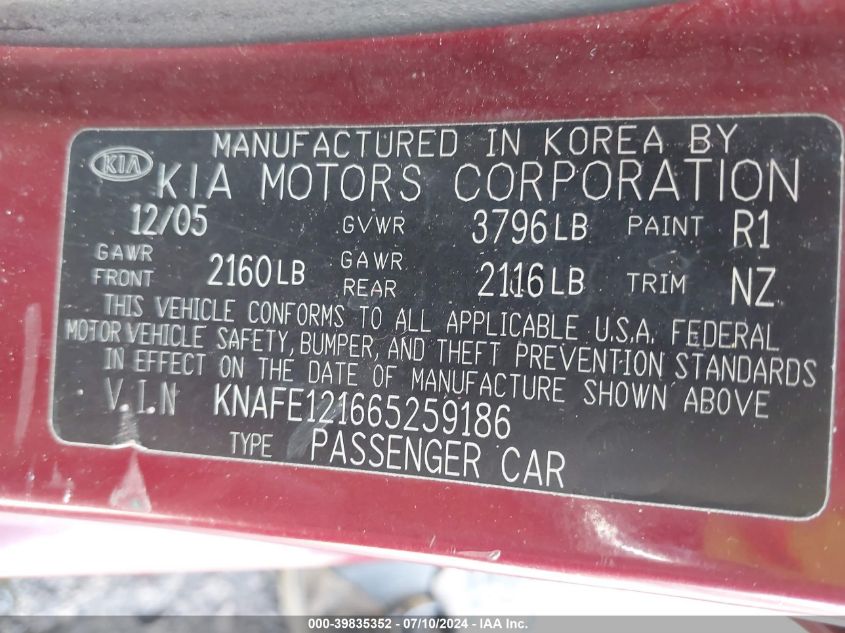 MANUFACTURED IN KOREA BY
KIA
KIA MOTORS CORPORATION
12/05 GVWR 3796LB PAINT R1
GAWR FRONT 2160LB GAWR REAR 2116LB TRIM NZ
THIS VEHICLE CONFORMS TO ALL APPLICABLE U.S.A. FEDERAL
MOTOR VEHICLE SAFETY, BUMPER, AND THEFT PREVENTION STANDARDS
IN EFFECT ON THE DATE OF MANUFACTURE SHOWN ABOVE
V.I.N KNAFE121665259186
TYPE PASSENGER CAR
000-39835352 - 07/10/2024 - IAA Inc.